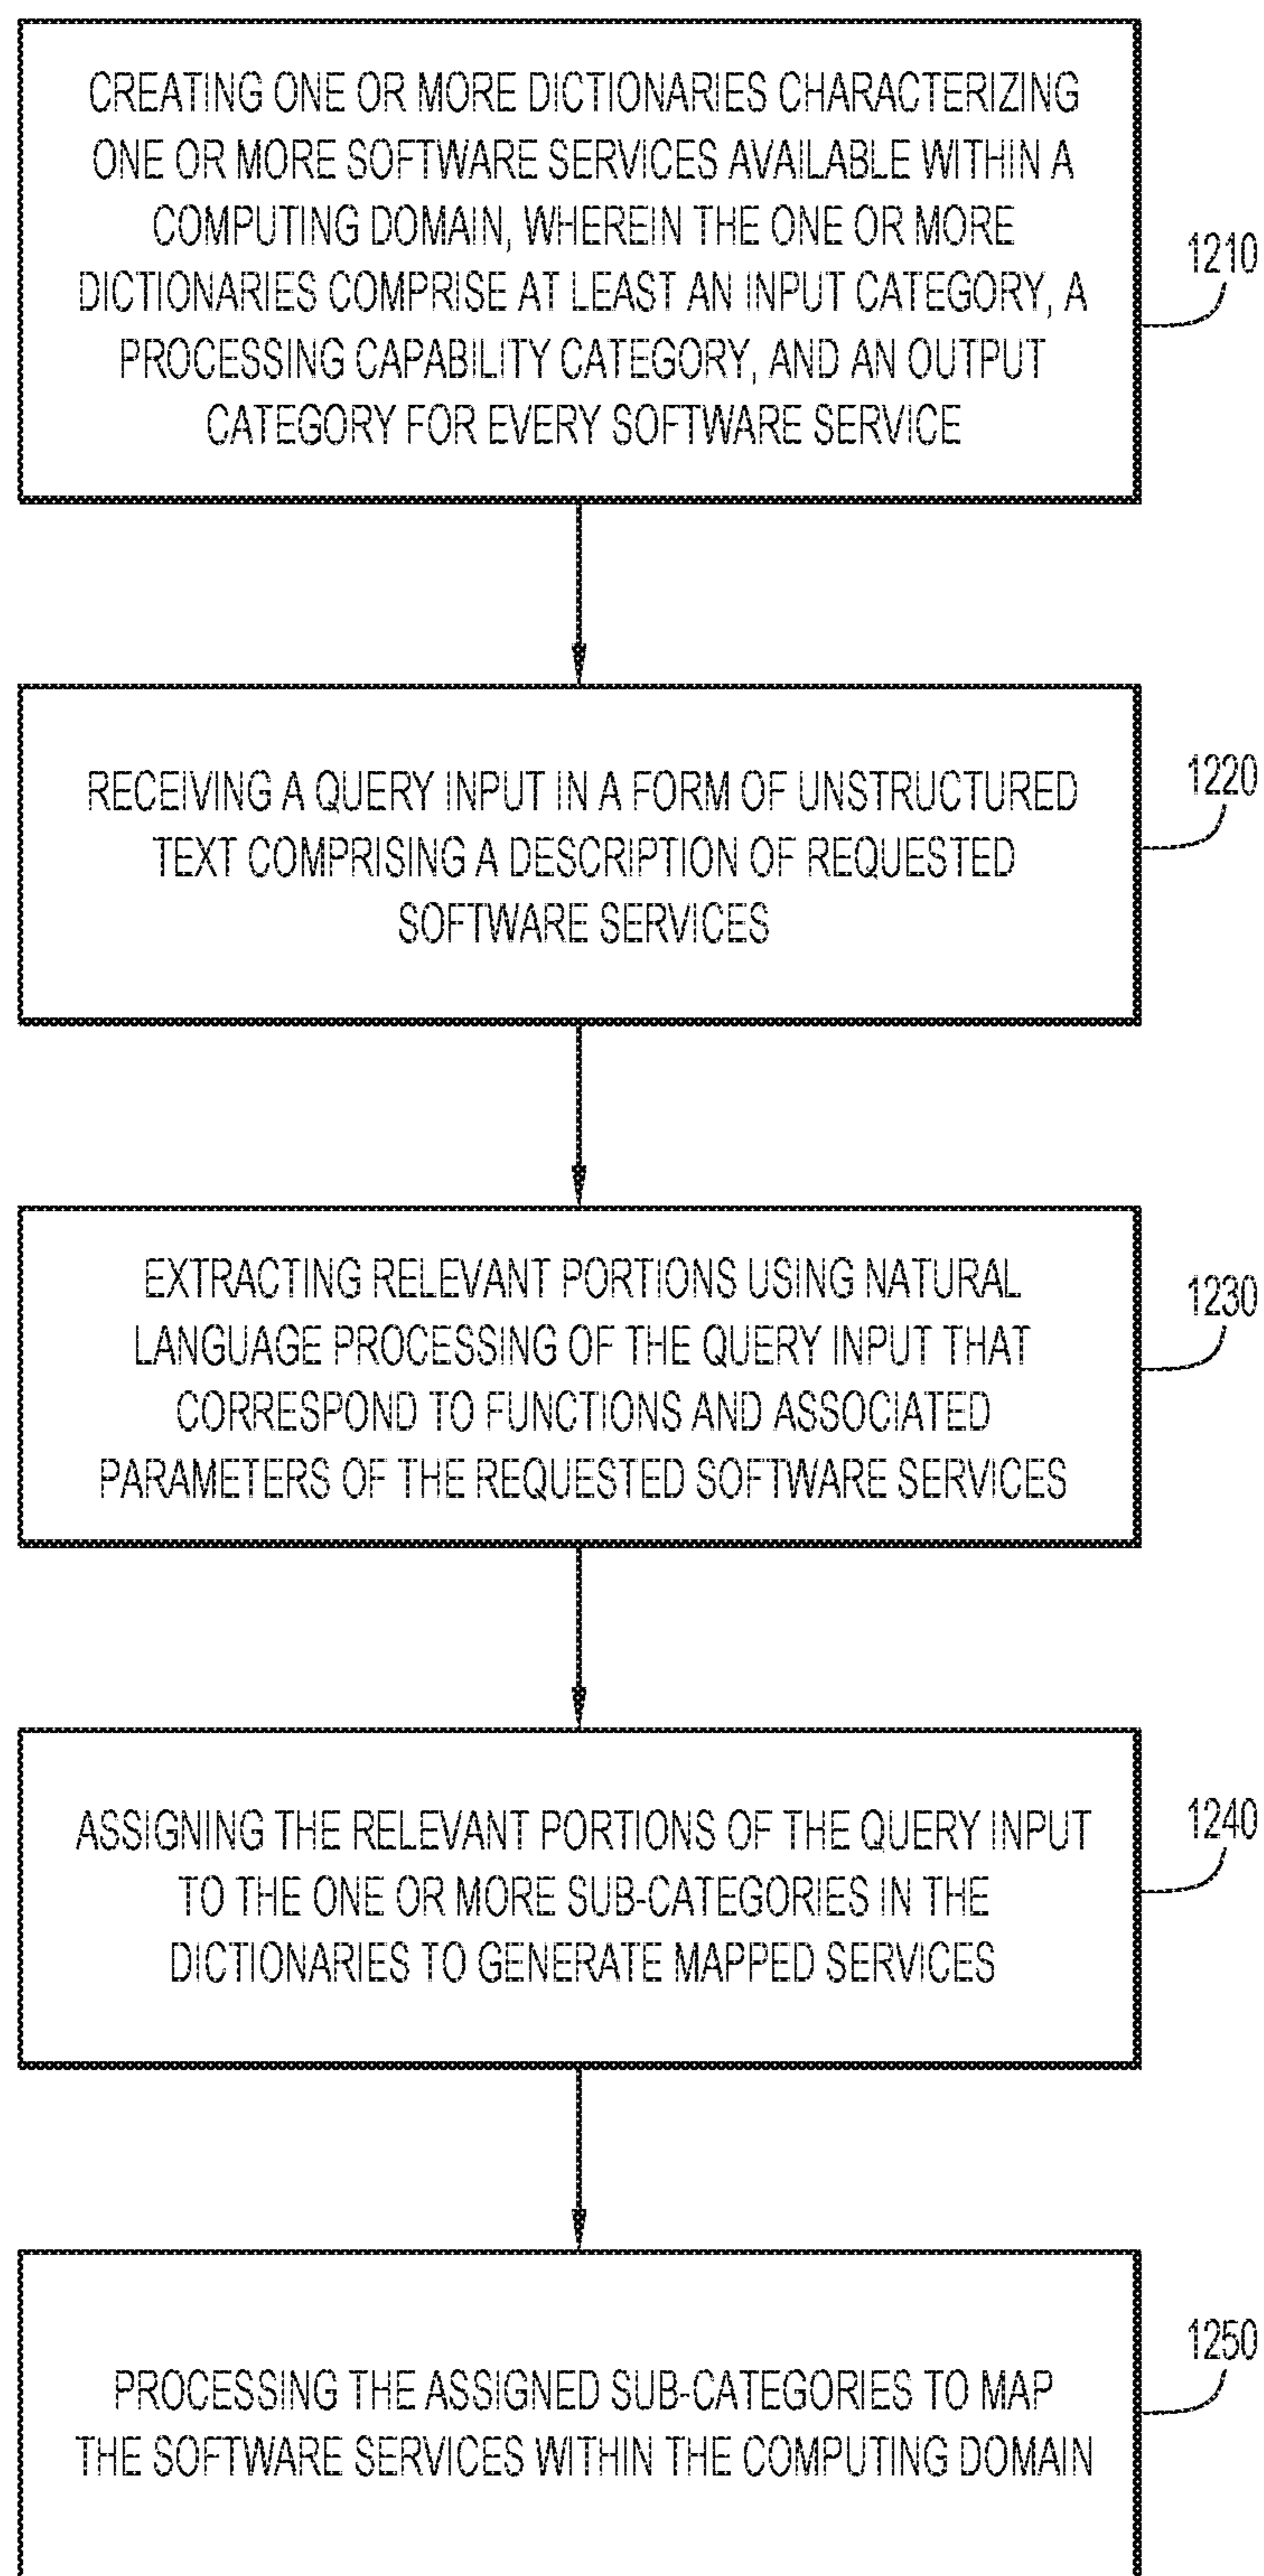 CREATING ONE OR MORE DICTIONARIES CHARACTERIZING
ONE OR MORE SOFTWARE SERVICES AVAILABLE WITHIN A
COMPUTING DOMAIN, WHEREIN THE ONE OR MORE
DICTIONARIES COMPRISE AT LEAST AN INPUT CATEGORY, A
PROCESSING CAPABILITY CATEGORY, AND AN OUTPUT
CATEGORY FOR EVERY SOFTWARE SERVICE
1210
RECEIVING A QUERY INPUT IN A FORM OF UNSTRUCTURED
TEXT COMPRISING A DESCRIPTION OF REQUESTED
SOFTWARE SERVICES
1220
EXTRACTING RELEVANT PORTIONS USING NATURAL
LANGUAGE PROCESSING OF THE QUERY INPUT THAT
CORRESPOND TO FUNCTIONS AND ASSOCIATED
PARAMETERS OF THE REQUESTED SOFTWARE SERVICES
1230
ASSIGNING THE RELEVANT PORTIONS OF THE QUERY INPUT
TO THE ONE OR MORE SUB-CATEGORIES IN THE
DICTIONARIES TO GENERATE MAPPED SERVICES
1240
PROCESSING THE ASSIGNED SUB-CATEGORIES TO MAP
THE SOFTWARE SERVICES WITHIN THE COMPUTING DOMAIN
1250